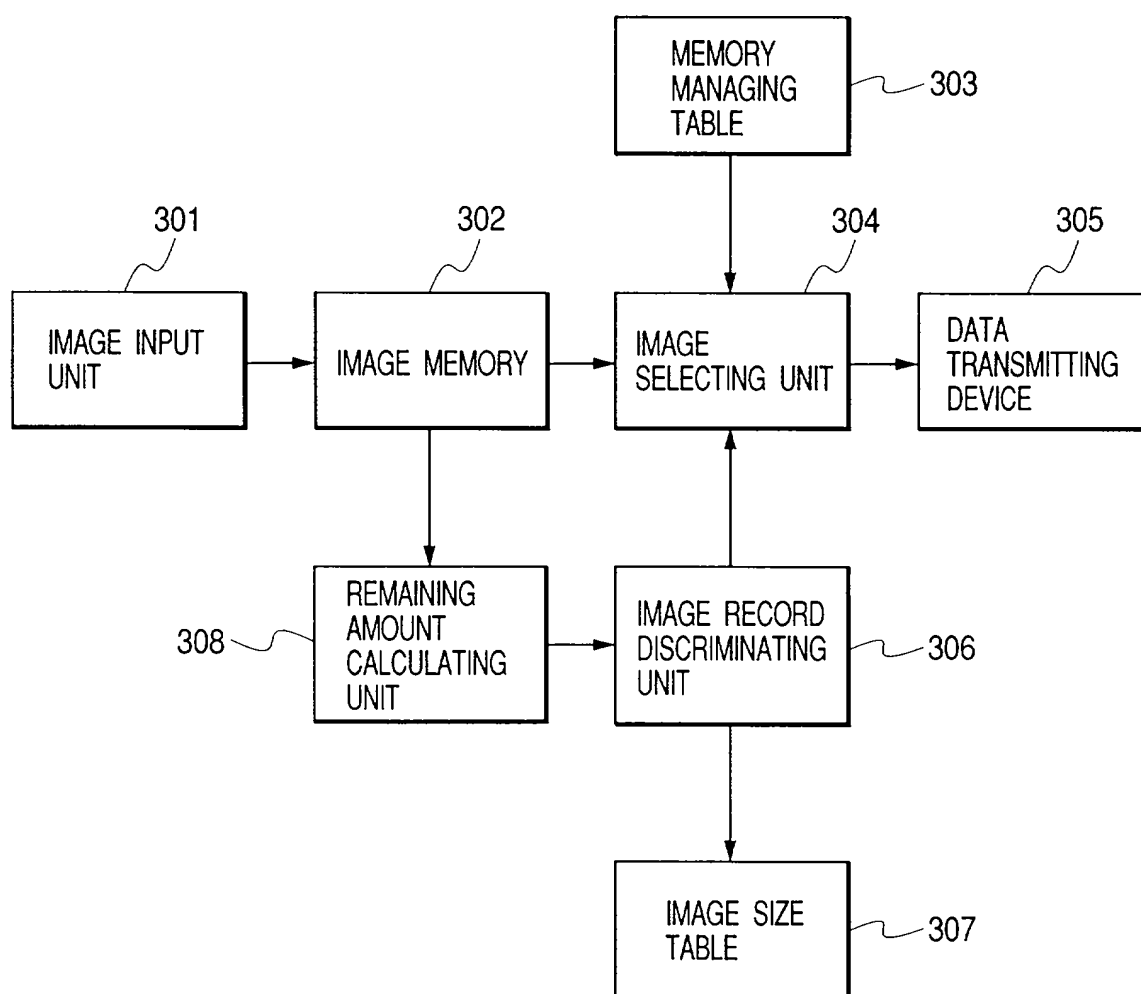 MEMORY
MANAGING
TABLE
303
301
302
304
305
IMAGE INPUT
UNIT
IMAGE MEMORY
IMAGE
SELECTING UNIT
DATA
TRANSMITTING
DEVICE
308
REMAINING
AMOUNT
CALCULATING
UNIT
IMAGE RECORD
DISCRIMINATING
UNIT
306
IMAGE SIZE
TABLE
307